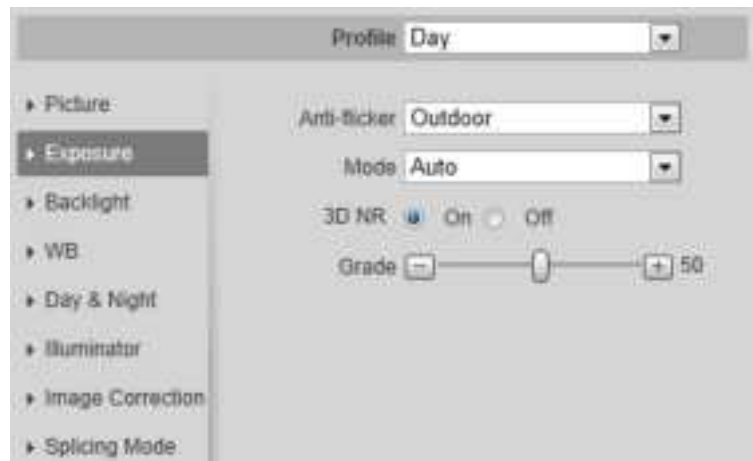 Profile Day
Picture
Exposure
Backlight
WB
Day & Night
Illuminator
Image Correction
Splicing Mode
Anti-flicker Outdoor
Mode Auto
3D NR On Off
Grade - + 50